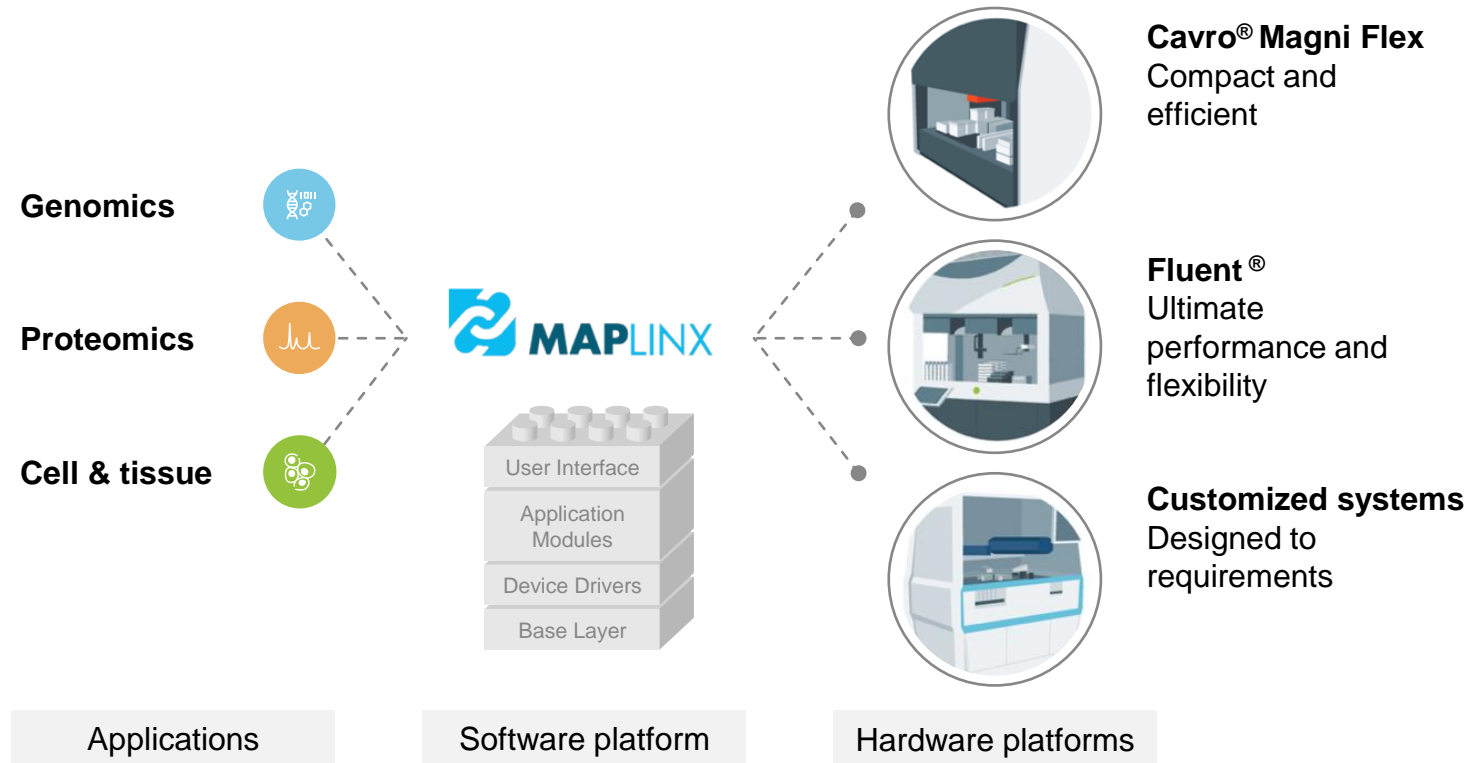 Genomics
Proteomics
Cell & tissue
Applications
MAPLINX
User Interface
Application
Modules
Device Drivers
Base Layer
Software platform
Cavro® Magni Flex
Compact and
efficient
Fluent ®
Ultimate
performance and
flexibility
Customized systems
Designed to
requirements
Hardware platforms